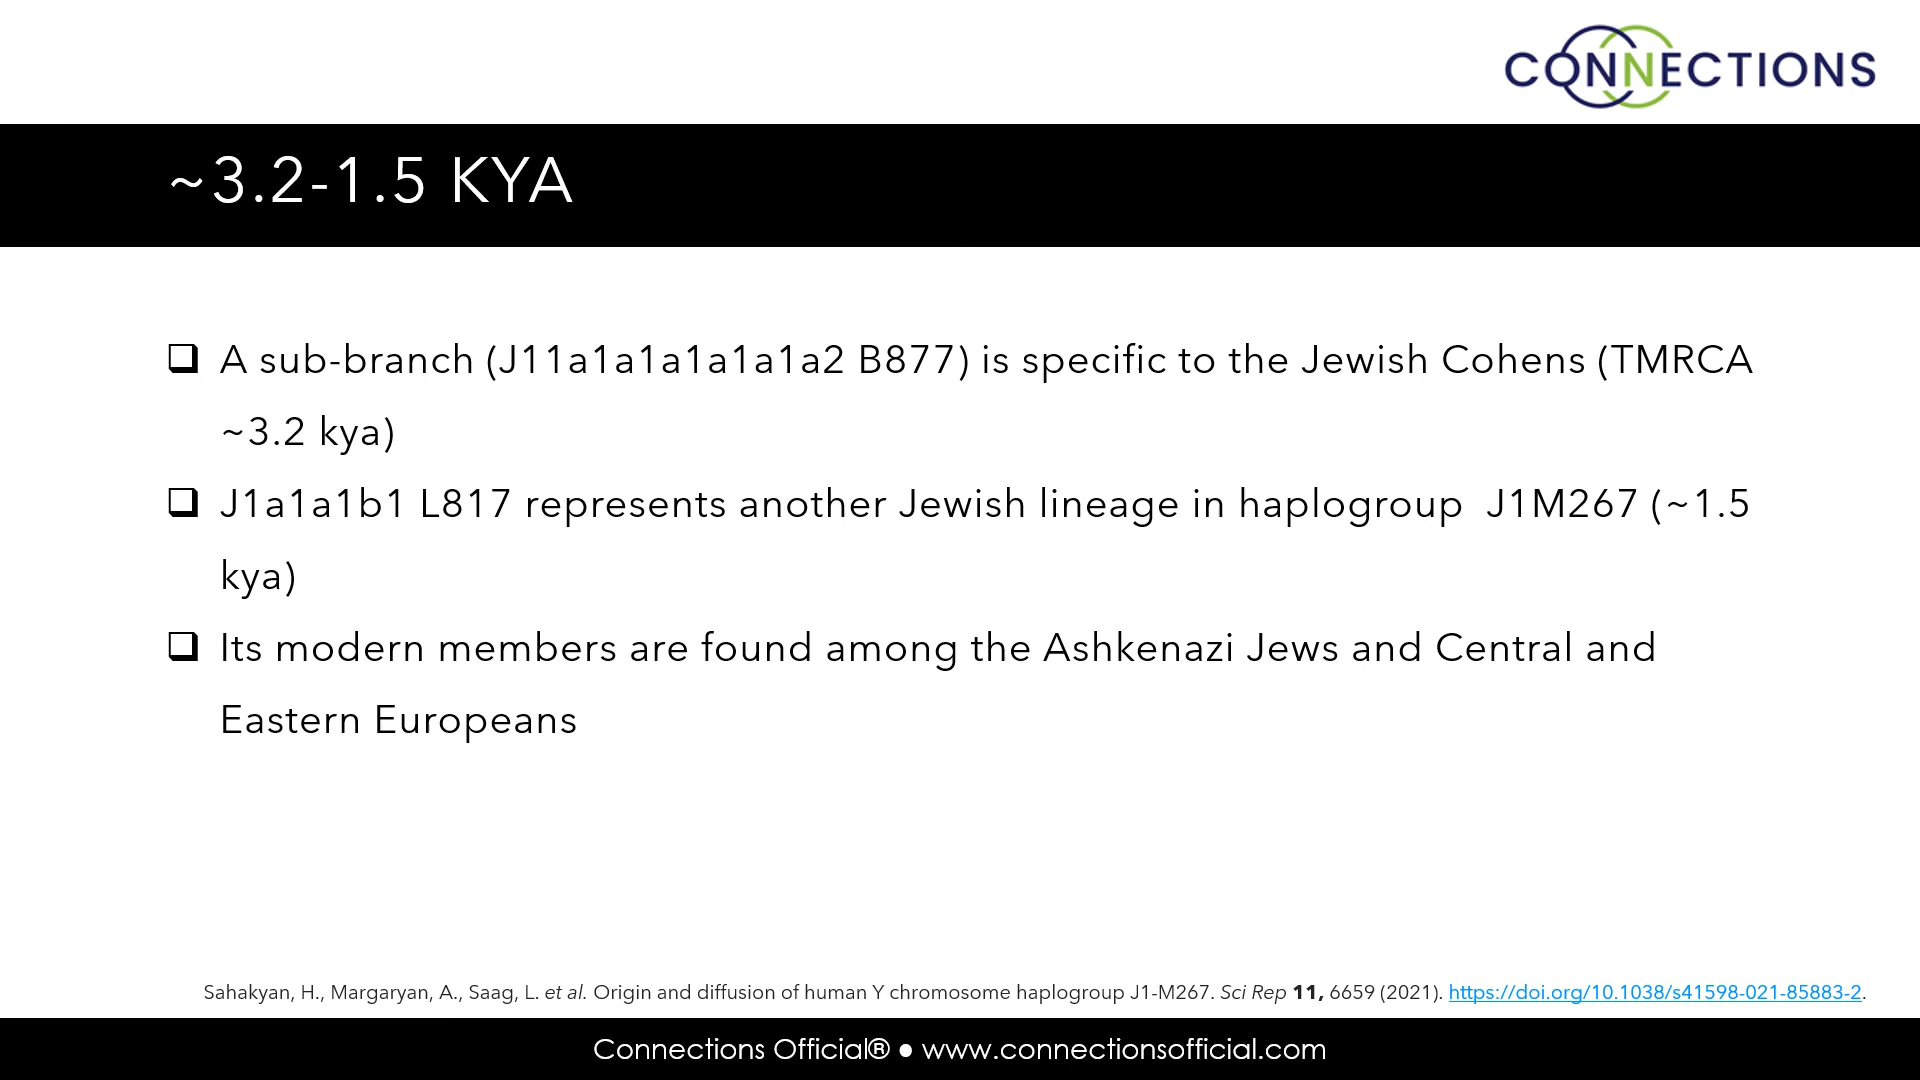 CONNECTIONS
~3.2-1.5 KYA
❑ A sub-branch (J11a1a1a1a1a1a2 B877) is specific to the Jewish Cohens (TMRCA
~3.2 kya)
❑ J1a1a1b1 L817 represents another Jewish lineage in haplogroup  J1M267 (~1.5
kya)
❑ Its modern members are found among the Ashkenazi Jews and Central and
Eastern Europeans
Sahakyan, H., Margaryan, A., Saag, L. et al. Origin and diffusion of human Y chromosome haplogroup J1-M267. Sci Rep 11, 6659 (2021). https://doi.org/10.1038/s41598-021-85883-2.
Connections Official® ● www.connectionsofficial.com